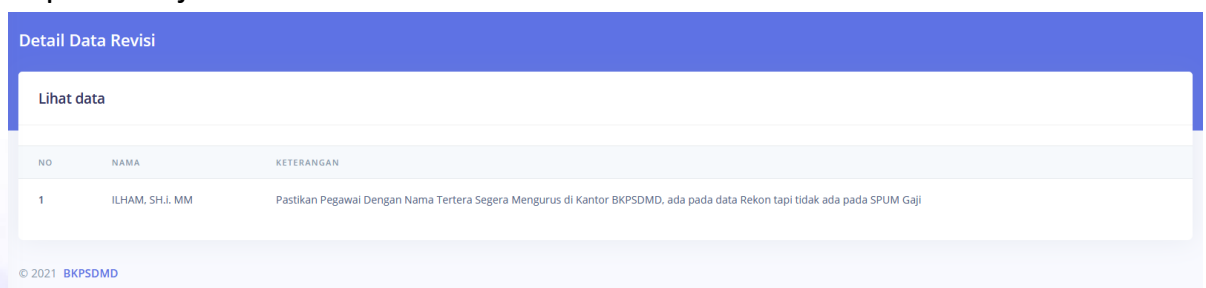 Detail Data Revisi
Lihat data
NO NAMA KETERANGAN
1 ILHAM, SH.i. MM Pastikan Pegawai Dengan Nama Tertera Segera Mengurus di Kantor BKPSDMD, ada pada data Rekon tapi tidak ada pada SPUM Gaji
© 2021 BKPSDMD